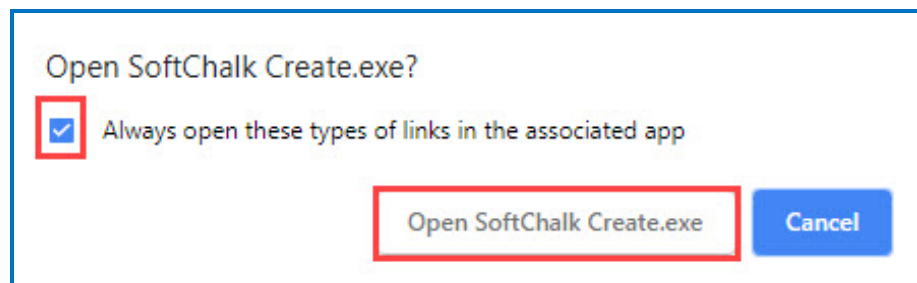 Open SoftChalk Create.exe?
Always open these types of links in the associated app
Open SoftChalk Create.exe
Cancel